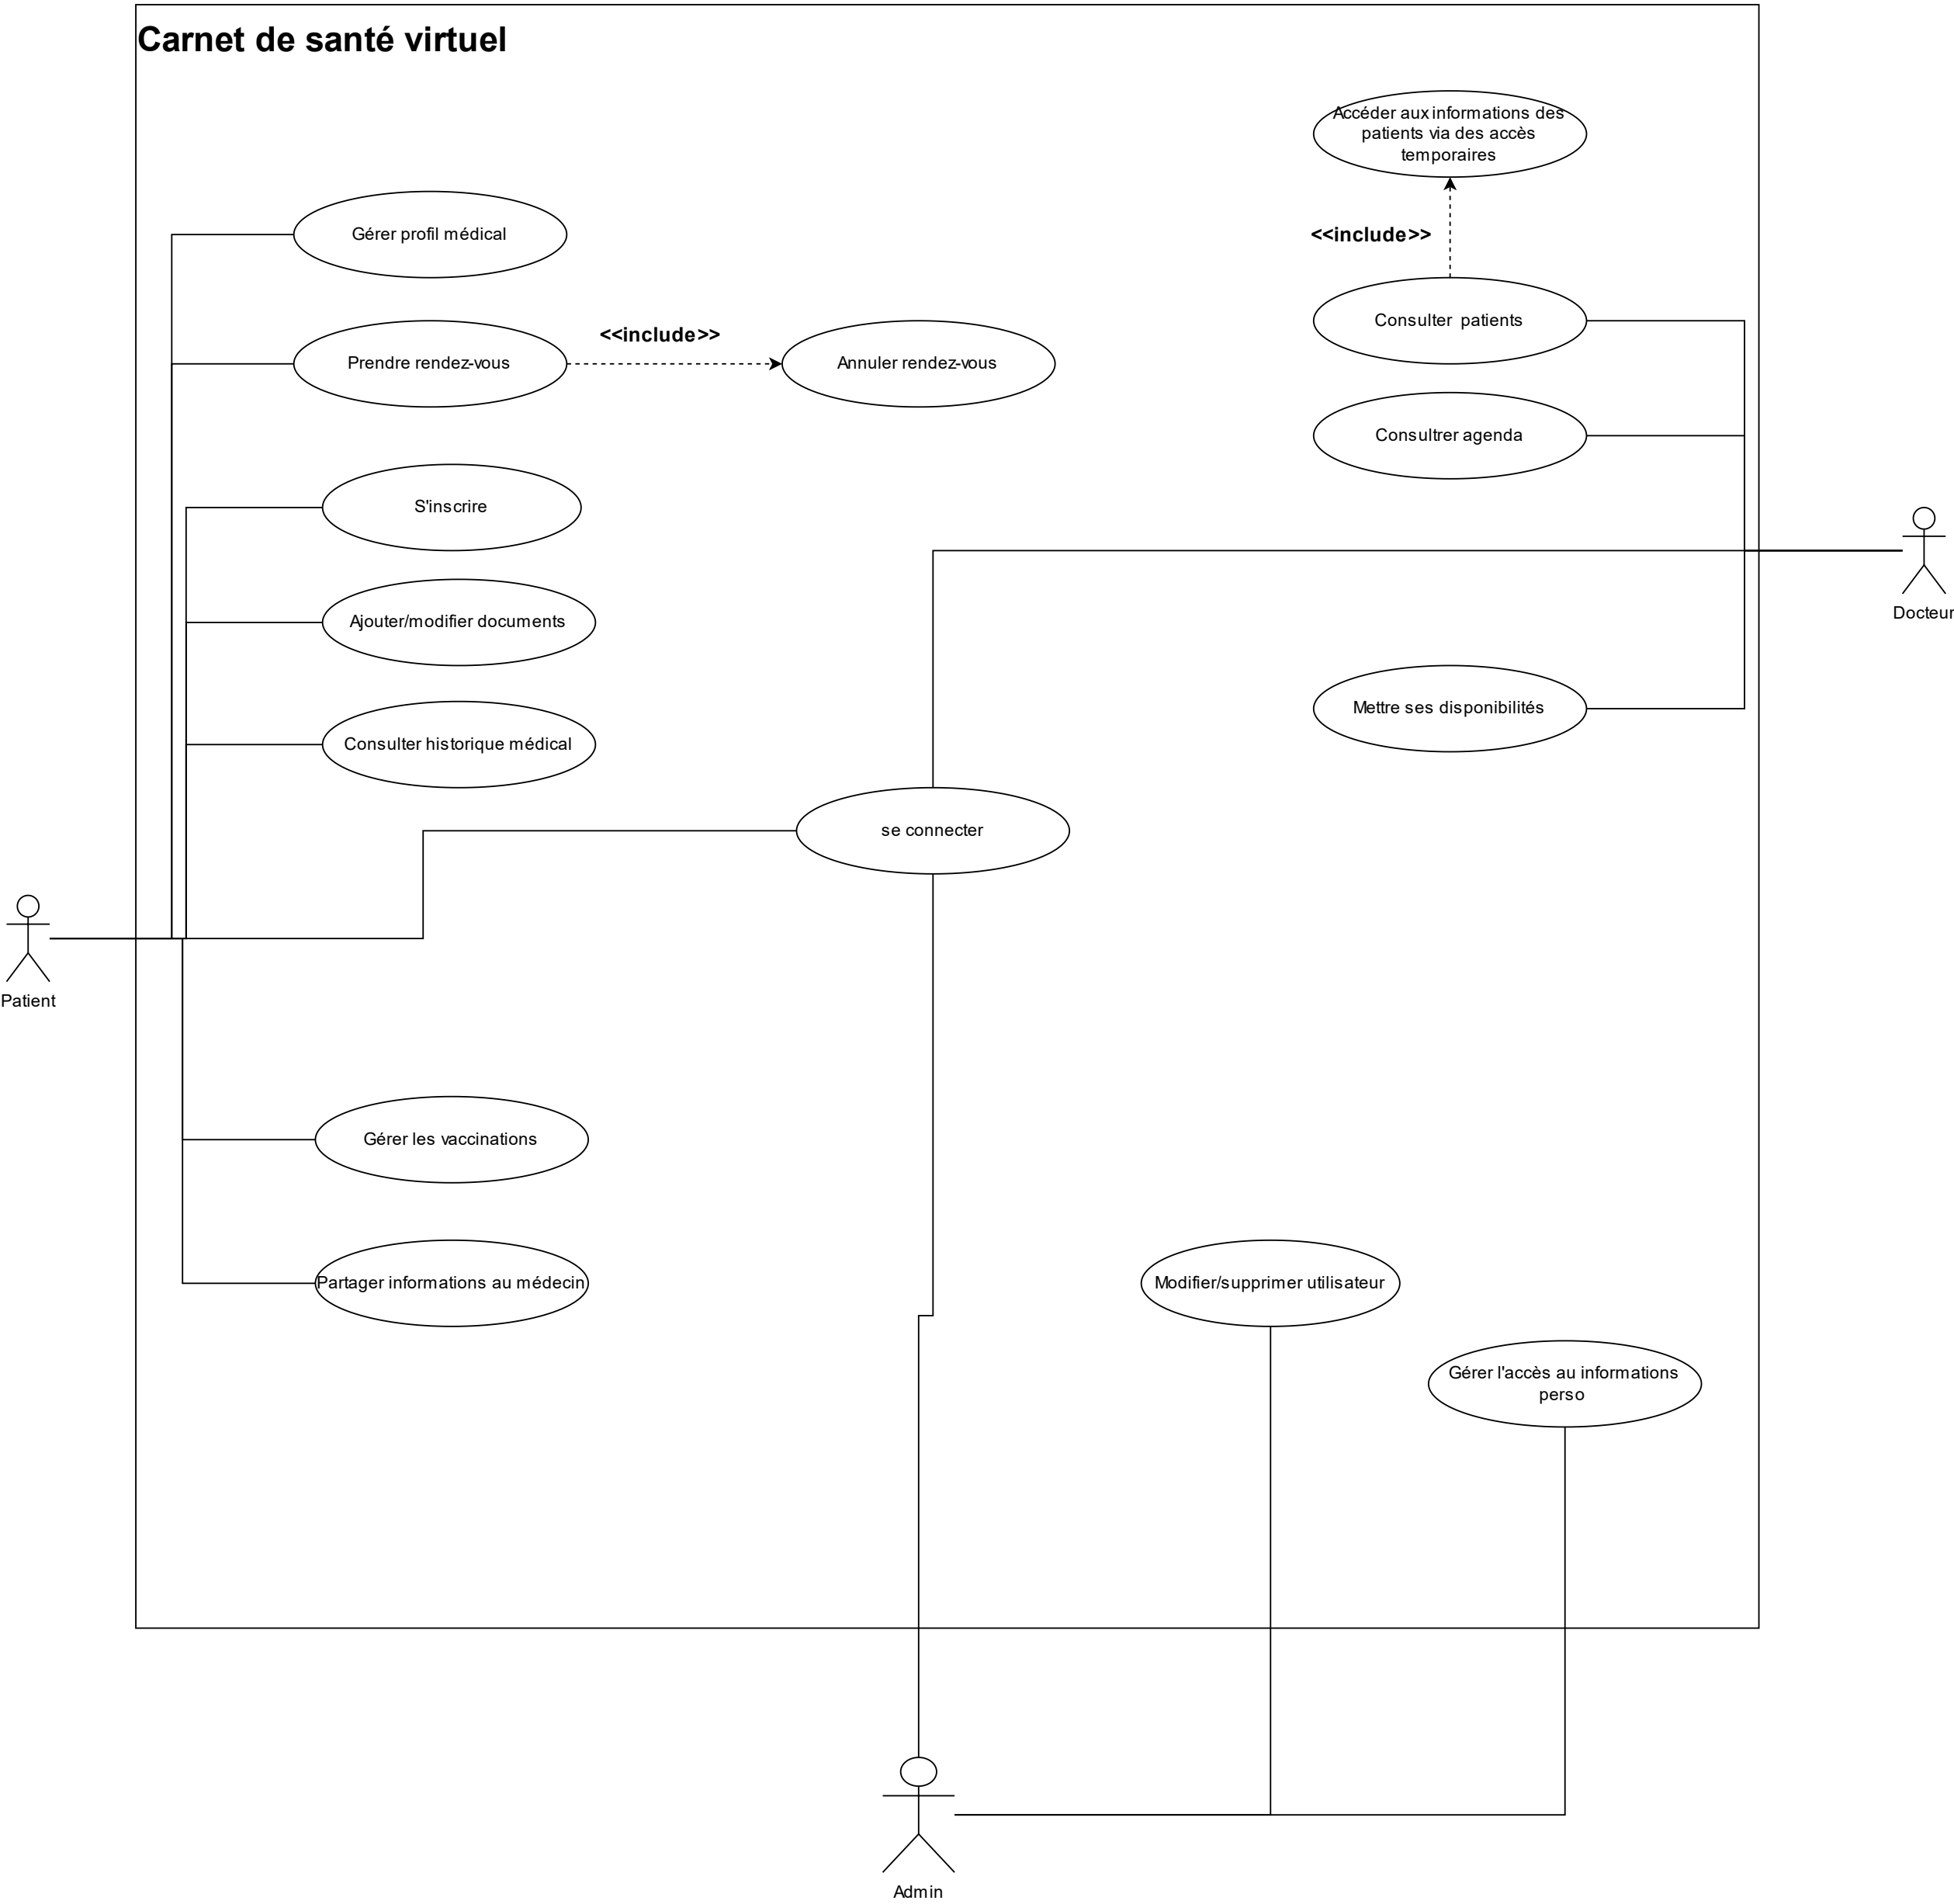 Carnet de santé virtuel
Accéder aux informations des
patients via des accès
temporaires
Gérer profil médical
<<include>>
Prendre rendez-vous
<<include>>
Annuler rendez-vous
Consulter patients
Consultrer agenda
S'inscrire
Docteur
Ajouter/modifier documents
Mettre ses disponibilités
Consulter historique médical
se connecter
Patient
Gérer les vaccinations
Partager informations au médecin
Modifier/supprimer utilisateur
Gérer l'accès au informations
perso
Admin